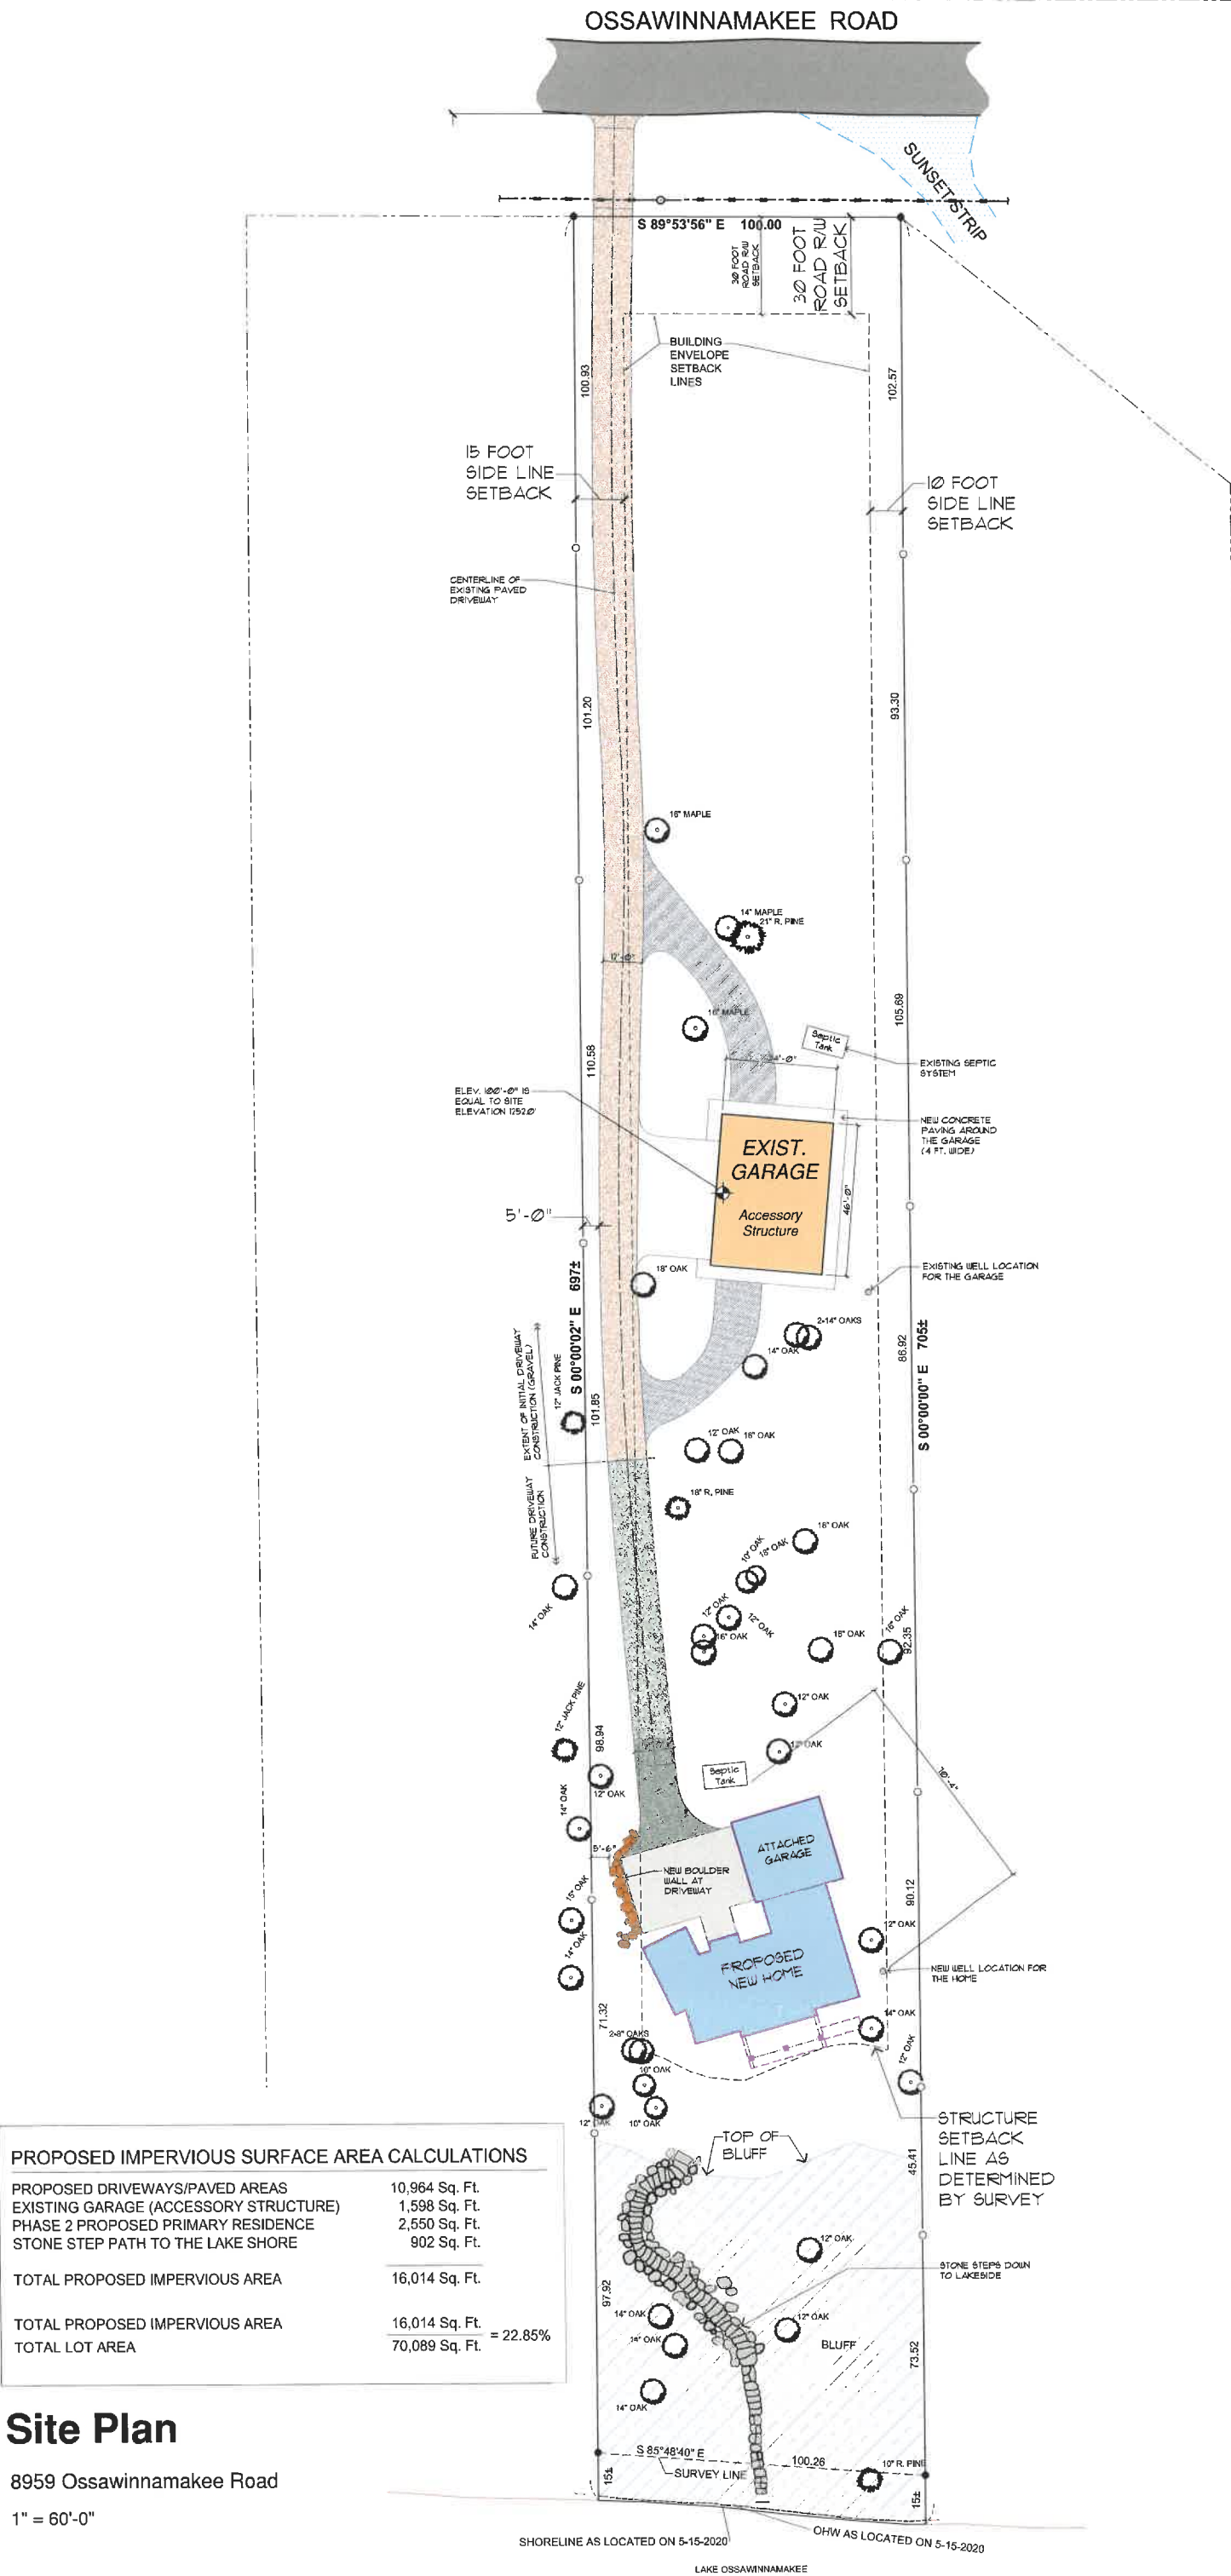 OSSAWINNAMAKEE ROAD
SUNSET STRIP
S 89°53'56" E 100.00
30 FOOT
ROAD R/W
SETBACK
30 FOOT
ROAD R/W
SETBACK
BUILDING
ENVELOPE
SETBACK
LINES
100.93
102.57
15 FOOT
SIDE LINE
SETBACK
10 FOOT
SIDE LINE
SETBACK
CENTERLINE OF
EXISTING PAVED
DRIVEWAY
101.20
93.30
16" MAPLE
14" MAPLE
21" R. PINE
12'-0"
16" MAPLE
105.69
Septic
Tank
EXISTING SEPTIC
SYSTEM
110.58
ELEV. 100'-0" IS
EQUAL TO SITE
ELEVATION 1252.0'
NEW CONCRETE
PAVING AROUND
THE GARAGE
(4 FT. WIDE)
EXIST.
GARAGE
Accessory
Structure
46'-0"
5'-0"
18" OAK
EXISTING WELL LOCATION
FOR THE GARAGE
S 00°00'02" E 697±
2-14" OAKS
14" OAK
86.92
S 00°00'00" E 705±
EXTENT OF INITIAL DRIVEWAY
CONSTRUCTION (GRAVEL)
12" JACK PINE
101.85
12" OAK
16" OAK
FUTURE DRIVEWAY
CONSTRUCTION
18" R. PINE
16" OAK
10" OAK
18" OAK
14" OAK
12" OAK
12" OAK
16" OAK
18" OAK
16" OAK
92.35
12" JACK PINE
98.94
12" OAK
12" OAK
Septic
Tank
70'-4"
12" OAK
14" OAK
ATTACHED
GARAGE
5'-6"
NEW BOULDER
WALL AT
DRIVEWAY
90.12
15" OAK
14" OAK
12" OAK
PROPOSED
NEW HOME
NEW WELL LOCATION FOR
THE HOME
71.32
14" OAK
2-8" OAKS
12" OAK
10" OAK
12" OAK
10" OAK
TOP OF
BLUFF
STRUCTURE
SETBACK
LINE AS
DETERMINED
BY SURVEY
45.41
PROPOSED IMPERVIOUS SURFACE AREA CALCULATIONS
PROPOSED DRIVEWAYS/PAVED AREAS 10,964 Sq. Ft.
EXISTING GARAGE (ACCESSORY STRUCTURE) 1,598 Sq. Ft.
PHASE 2 PROPOSED PRIMARY RESIDENCE 2,550 Sq. Ft.
STONE STEP PATH TO THE LAKE SHORE 902 Sq. Ft.
TOTAL PROPOSED IMPERVIOUS AREA 16,014 Sq. Ft.
TOTAL PROPOSED IMPERVIOUS AREA 16,014 Sq. Ft.
= 22.85%
TOTAL LOT AREA 70,089 Sq. Ft.
12" OAK
STONE STEPS DOWN
TO LAKESIDE
97.92
14" OAK
12" OAK
14" OAK
BLUFF
73.52
14" OAK
Site Plan
8959 Ossawinnamakee Road
1" = 60'-0"
S 85°48'40" E 100.26
SURVEY LINE
10" R. PINE
15±
15±
SHORELINE AS LOCATED ON 5-15-2020
OHW AS LOCATED ON 5-15-2020
LAKE OSSAWINNAMAKEE